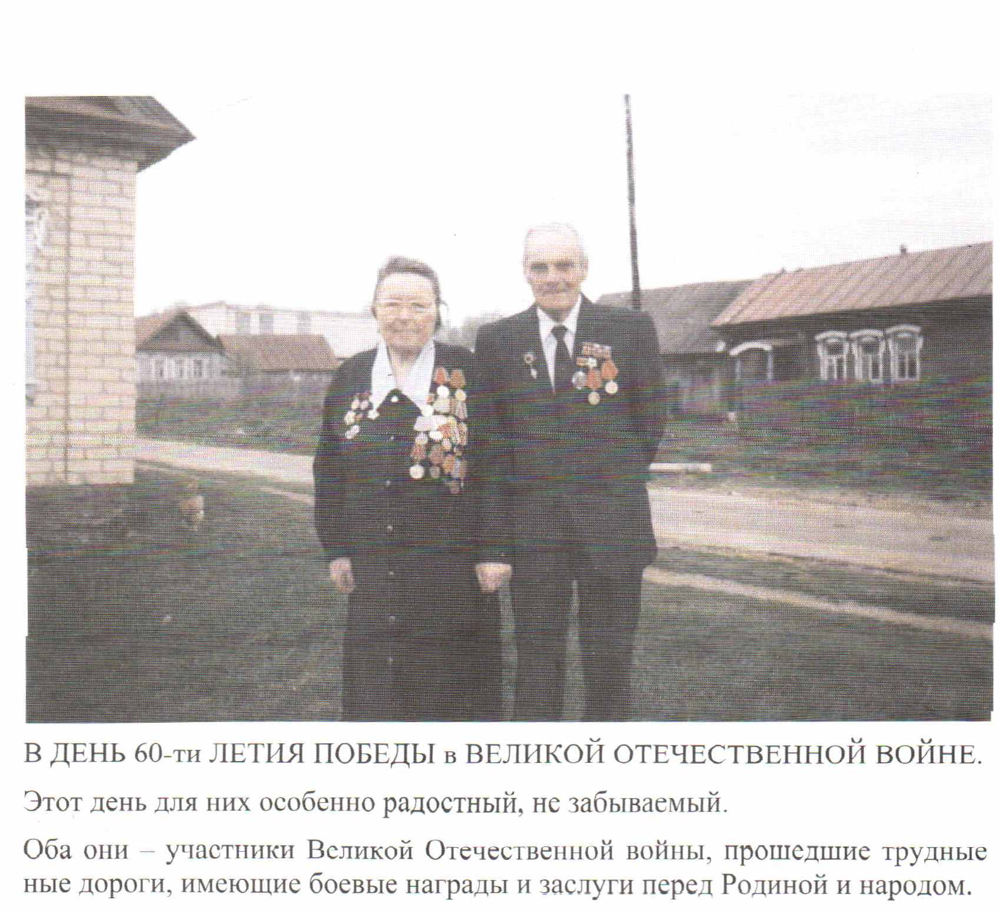 В ДЕНЬ 60-ти ЛЕТИЯ ПОБЕДЫ в ВЕЛИКОЙ ОТЕЧЕСТВЕННОЙ ВОЙНЕ.
Этот день для них особенно радостный, не забываемый.
Оба они – участники Великой Отечественной войны, прошедшие трудные
ные дороги, имеющие боевые награды и заслуги перед Родиной и народом.